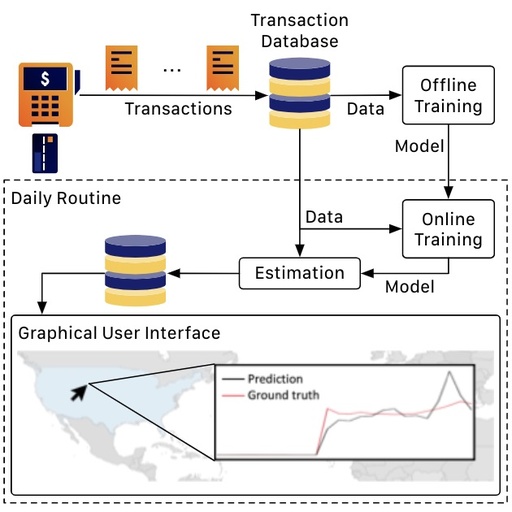 Transaction
Database
$
...
Transactions
Data
Offline
Training
Model
Daily Routine
Data
Online
Training
Estimation
Model
Graphical User Interface
Prediction
Ground truth